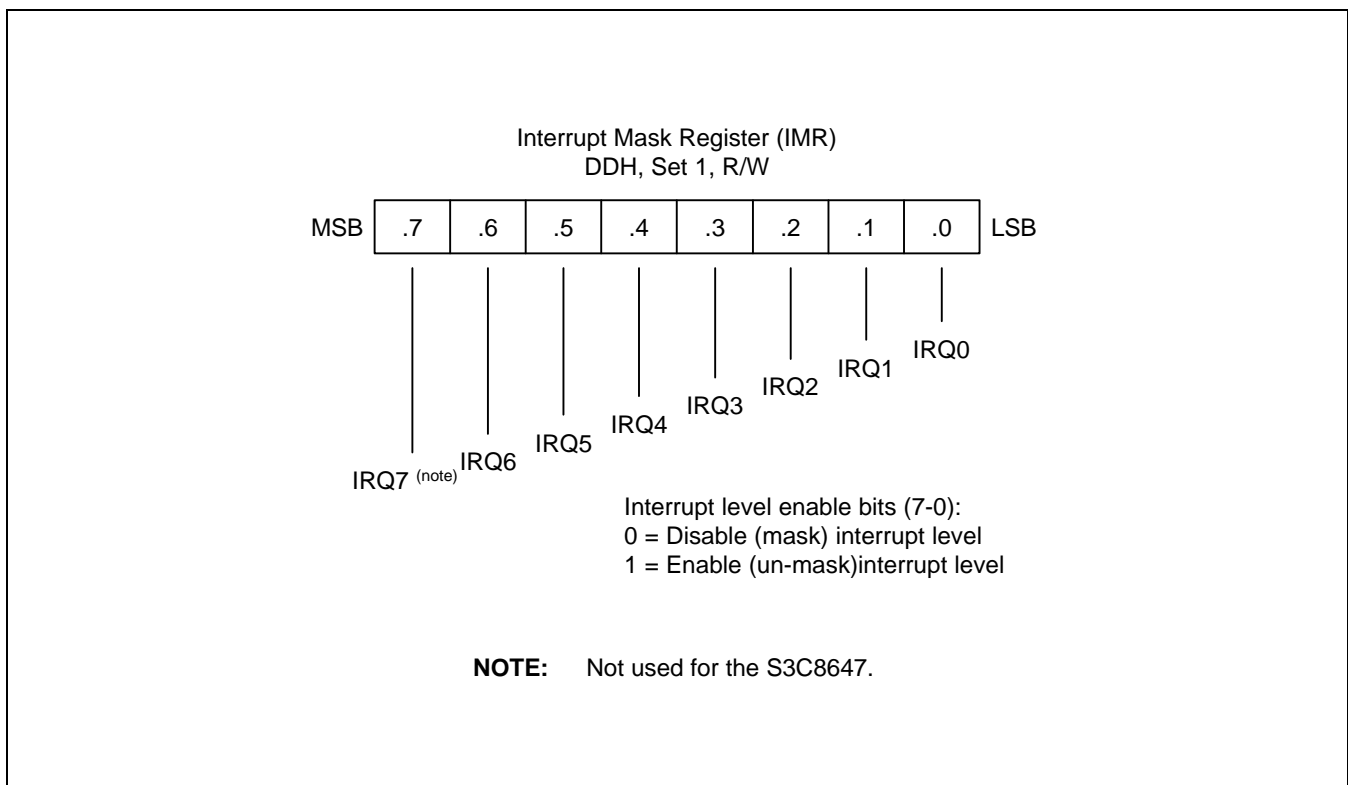 Interrupt Mask Register (IMR)
DDH, Set 1, R/W
MSB .7 .6 .5 .4 .3 .2 .1 .0 LSB
IRQ0
IRQ1
IRQ2
IRQ3
IRQ4
IRQ5
IRQ6
IRQ7 (note)
Interrupt level enable bits (7-0):
0 = Disable (mask) interrupt level
1 = Enable (un-mask)interrupt level
NOTE: Not used for the S3C8647.